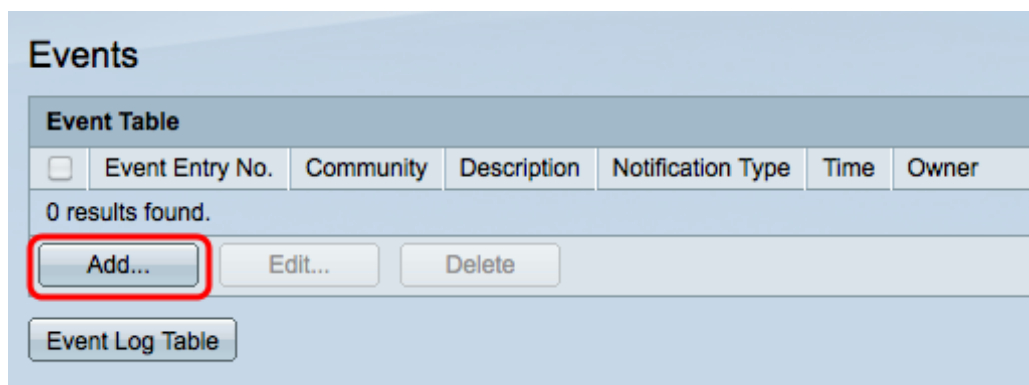 Events
Event Table
Event Entry No. Community Description Notification Type Time Owner
0 results found.
Add... Edit... Delete
Event Log Table